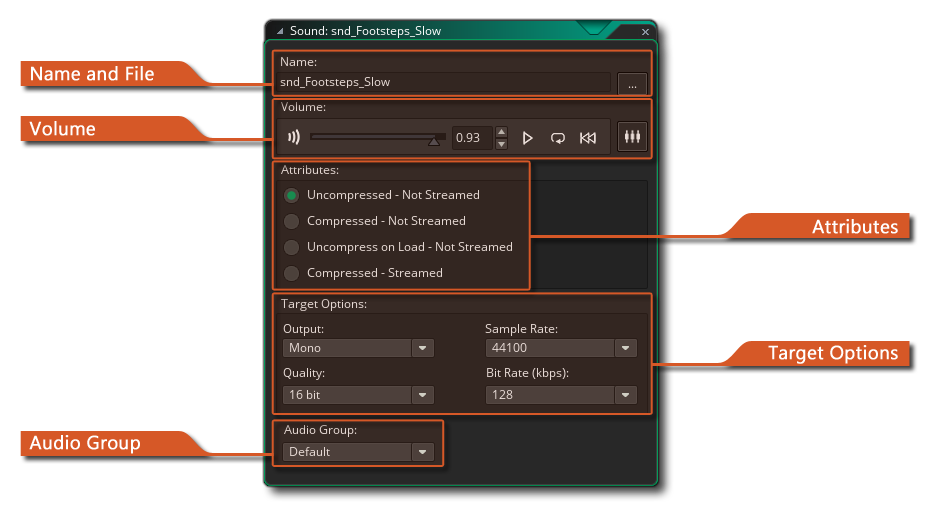 Sound: snd_Footsteps_Slow
Name and File
Name:
snd_Footsteps_Slow
...
Volume
Volume:
0.93
Attributes:
Uncompressed - Not Streamed
Compressed - Not Streamed
Uncompress on Load - Not Streamed
Compressed - Streamed
Attributes
Target Options:
Output:
Sample Rate:
Mono
44100
Quality:
Bit Rate (kbps):
16 bit
128
Target Options
Audio Group
Audio Group:
Default